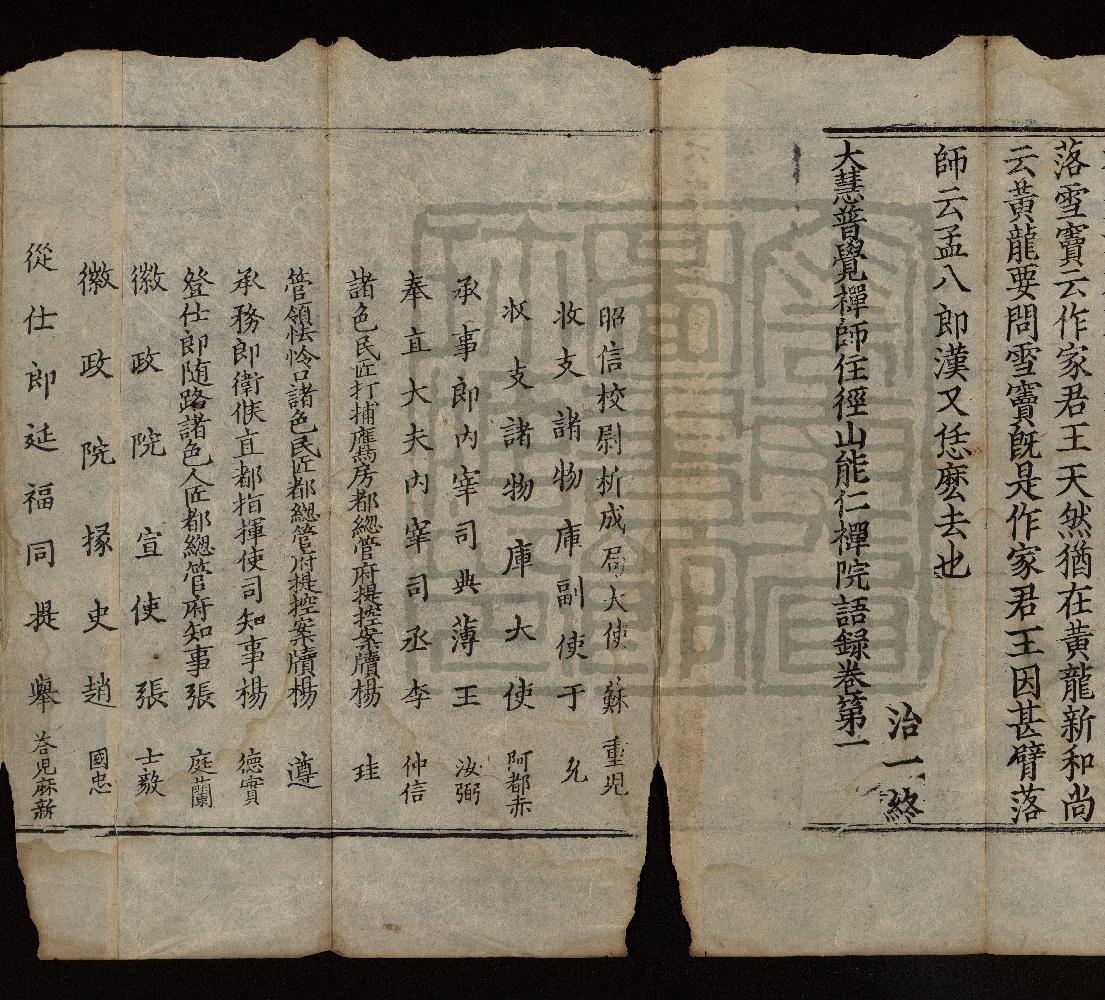 落雪竇云作家君王天然猶在黃龍新和尚
云黃龍要問雪竇旣是作家君王因甚臂落
師云孟八郎漢又恁麽去也
治一終
大慧普覺禪師住徑山能仁禪院語録卷第一
昭信校尉析成局大使蘇重児
收支諸物庫副使于允
收支諸物庫大使阿都赤
承事郎內宰司典薄王汝弼
奉直大夫內宰司丞李仲信
諸色民匠打捕鷹房都總管府提控案牘楊珪
管領怯怜口諸色民匠都總管府提控案牘楊遵
登仕郎随路諸色人匠都總管府知事張庭蘭
承務郎衛候直都指揮使司知事楊德實
徽政院宣使張士毅
徽政院掾史趙國忠
從仕郎延福司提舉荅児麻新